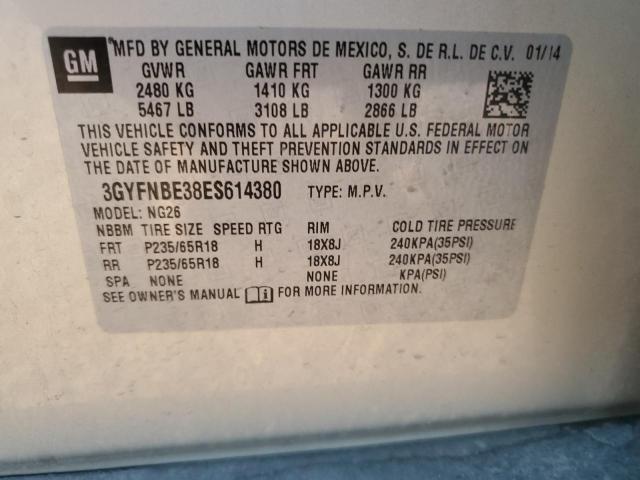 GM
MFD BY GENERAL MOTORS DE MEXICO, S. DE R.L. DE C.V. 01/14
GVWR GAWR FRT GAWR RR
2480 KG 1410 KG 1300 KG
5467 LB 3108 LB 2866 LB
THIS VEHICLE CONFORMS TO ALL APPLICABLE U.S. FEDERAL MOTOR
VEHICLE SAFETY AND THEFT PREVENTION STANDARDS IN EFFECT ON
THE DATE OF MANUFACTURE SHOWN ABOVE.
3GYFNBE38ES614380 TYPE: M.P.V.
MODEL: NG26
NBBM TIRE SIZE SPEED RTG RIM COLD TIRE PRESSURE
FRT P235/65R18 H 18X8J 240KPA(35PSI)
RR P235/65R18 H 18X8J 240KPA(35PSI)
SPA NONE NONE KPA(PSI)
SEE OWNER'S MANUAL FOR MORE INFORMATION.